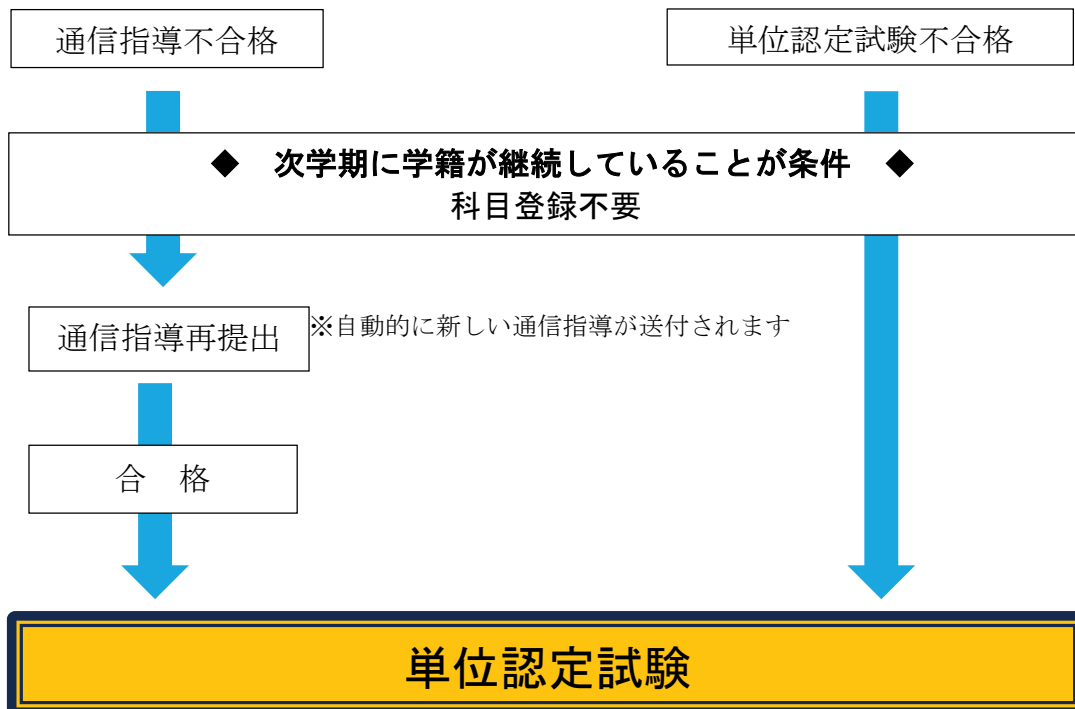 通信指導不合格
単位認定試験不合格
◆　次学期に学籍が継続していることが条件　◆
科目登録不要
通信指導再提出
※自動的に新しい通信指導が送付されます
合　格
単位認定試験